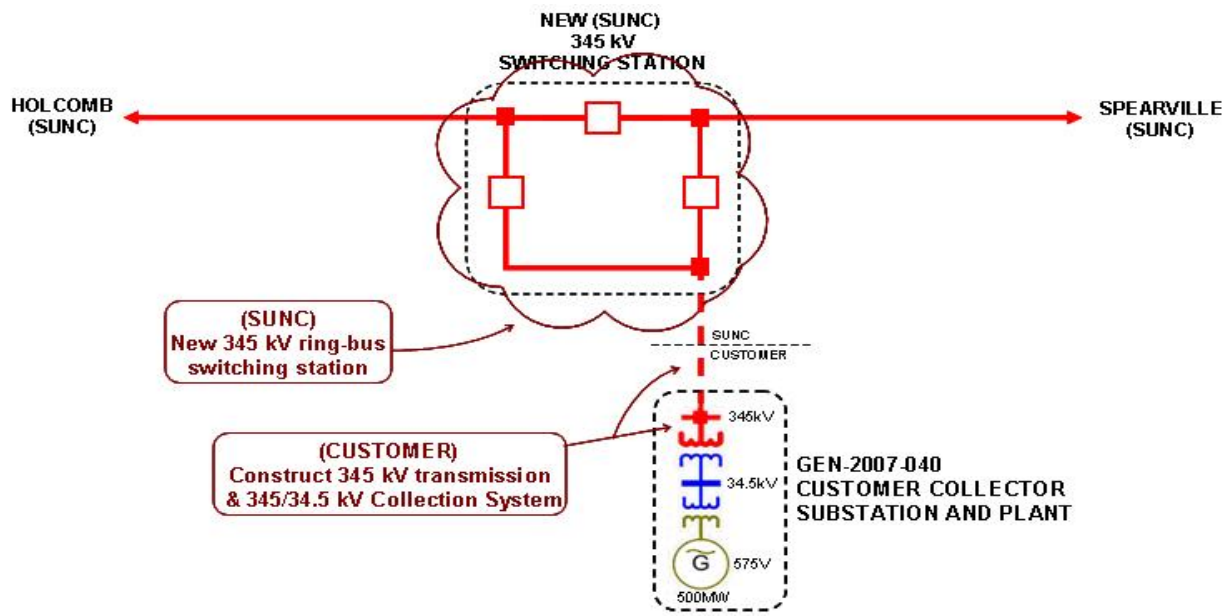 NEW (SUNC)
345 kV
SWITCHING STATION
HOLCOMB
(SUNC)
SPEARVILLE
(SUNC)
(SUNC)
New 345 kV ring-bus
switching station
SUNC
CUSTOMER
(CUSTOMER)
Construct 345 kV transmission
& 345/34.5 kV Collection System
345kV
34.5kV
G
575V
500MW
GEN-2007-040
CUSTOMER COLLECTOR
SUBSTATION AND PLANT